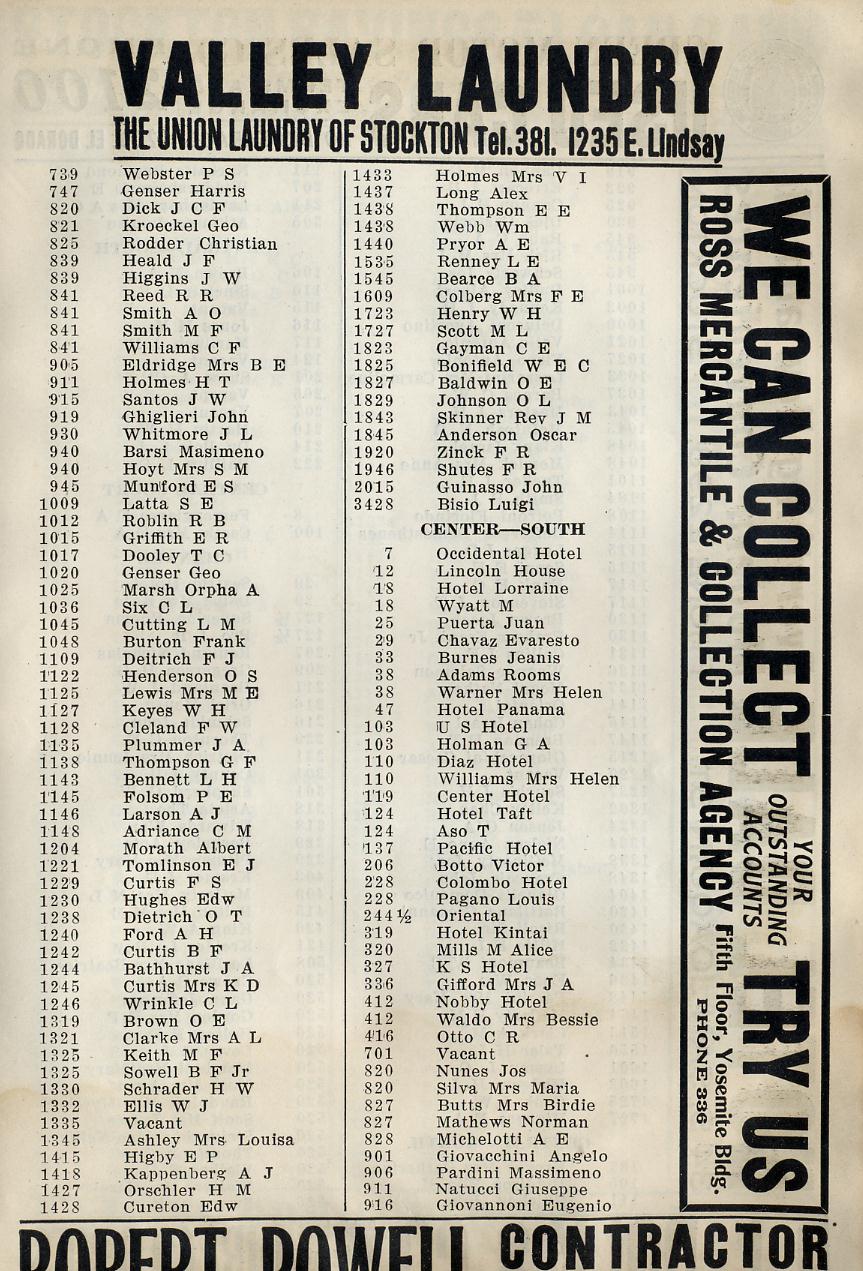 VALLEY LAUNDRY
THE UNION LAUNDRY OF STOCKTON Tel. 381. 1235 E. Lindsay
739 Webster P S
747 Genser Harris
820 Dick J C F
821 Kroeckel Geo
825 Rodder Christian
839 Heald J F
839 Higgins J W
841 Reed R R
841 Smith A O
841 Smith M F
841 Williams C F
905 Eldridge Mrs B E
911 Holmes H T
915 Santos J W
919 Ghiglieri John
930 Whitmore J L
940 Barsi Masimeno
940 Hoyt Mrs S M
945 Munford E S
1009 Latta S E
1012 Roblin R B
1015 Griffith E R
1017 Dooley T C
1020 Genser Geo
1025 Marsh Orpha A
1036 Six C L
1045 Cutting L M
1048 Burton Frank
1109 Deitrich F J
1122 Henderson O S
1125 Lewis Mrs M E
1127 Keyes W H
1128 Cleland F W
1135 Plummer J A
1138 Thompson G F
1143 Bennett L H
1145 Folsom P E
1146 Larson A J
1148 Adriance C M
1204 Morath Albert
1221 Tomlinson E J
1229 Curtis F S
1230 Hughes Edw
1238 Dietrich O T
1240 Ford A H
1242 Curtis B F
1244 Bathhurst J A
1245 Curtis Mrs K D
1246 Wrinkle C L
1319 Brown O E
1321 Clarke Mrs A L
1325 Keith M F
1325 Sowell B F Jr
1330 Schrader H W
1332 Ellis W J
1335 Vacant
1345 Ashley Mrs Louisa
1415 Higby E P
1418 Kappenberg A J
1427 Orschler H M
1428 Cureton Edw
1433 Holmes Mrs V I
1437 Long Alex
1438 Thompson E E
1438 Webb Wm
1440 Pryor A E
1535 Renney L E
1545 Bearce B A
1609 Colberg Mrs F E
1723 Henry W H
1727 Scott M L
1823 Gayman C E
1825 Bonifield W E C
1827 Baldwin O E
1829 Johnson O L
1843 Skinner Rev J M
1845 Anderson Oscar
1920 Zinck F R
1946 Shutes F R
2015 Guinasso John
3428 Bisio Luigi
CENTER—SOUTH
7 Occidental Hotel
12 Lincoln House
18 Hotel Lorraine
18 Wyatt M
25 Puerta Juan
29 Chavaz Evaresto
33 Burnes Jeanis
38 Adams Rooms
38 Warner Mrs Helen
47 Hotel Panama
103 U S Hotel
103 Holman G A
110 Diaz Hotel
110 Williams Mrs Helen
119 Center Hotel
124 Hotel Taft
124 Aso T
137 Pacific Hotel
206 Botto Victor
228 Colombo Hotel
228 Pagano Louis
244½ Oriental
319 Hotel Kintai
320 Mills M Alice
327 K S Hotel
336 Gifford Mrs J A
412 Nobby Hotel
412 Waldo Mrs Bessie
416 Otto C R
701 Vacant
820 Nunes Jos
820 Silva Mrs Maria
827 Butts Mrs Birdie
827 Mathews Norman
828 Michelotti A E
901 Giovacchini Angelo
906 Pardini Massimeno
911 Natucci Giuseppe
916 Giovannoni Eugenio
WE CAN COLLECT YOUR OUTSTANDING ACCOUNTS TRY US
ROSS MERCANTILE & COLLECTION AGENCY Fifth Floor, Yosemite Bldg.
PHONE 836
ROBERT POWELL CONTRACTOR